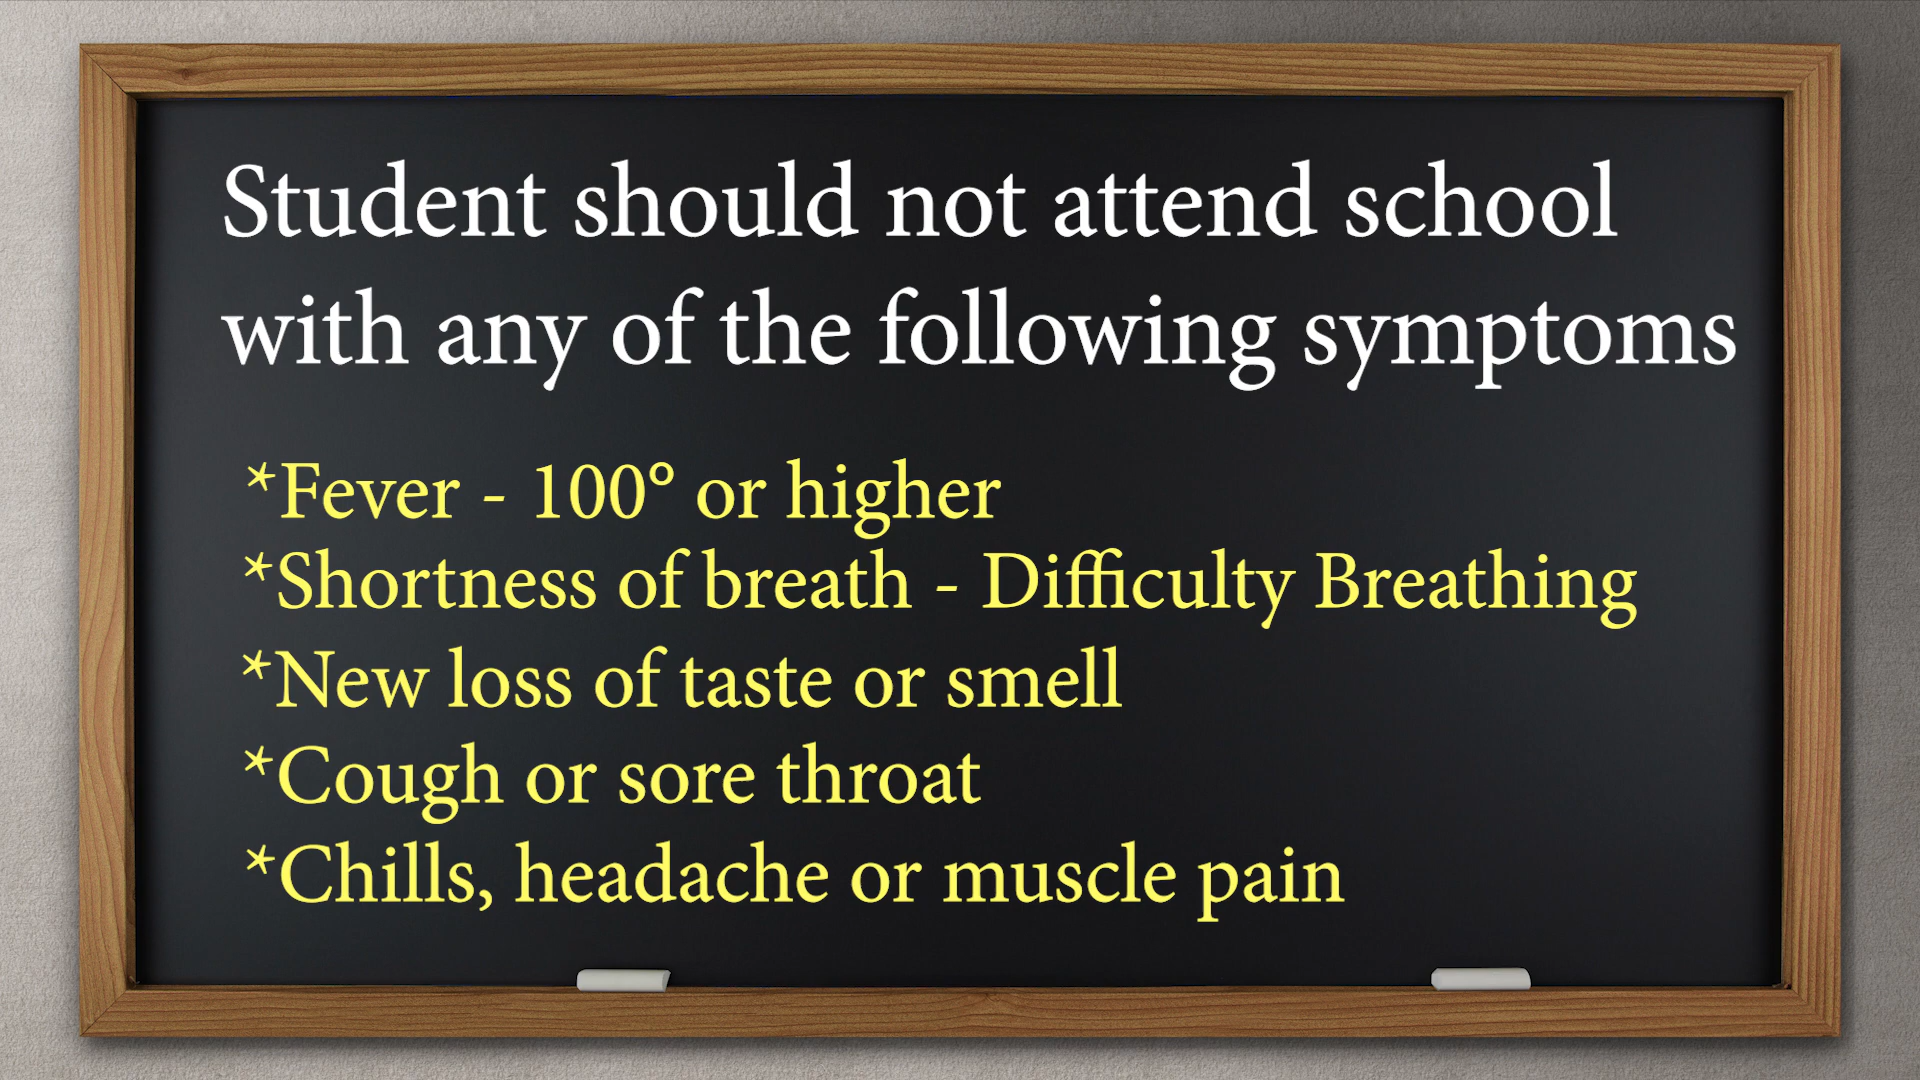 Student should not attend school
with any of the following symptoms
*Fever - 100° or higher
*Shortness of breath - Difficulty Breathing
*New loss of taste or smell
*Cough or sore throat
*Chills, headache or muscle pain